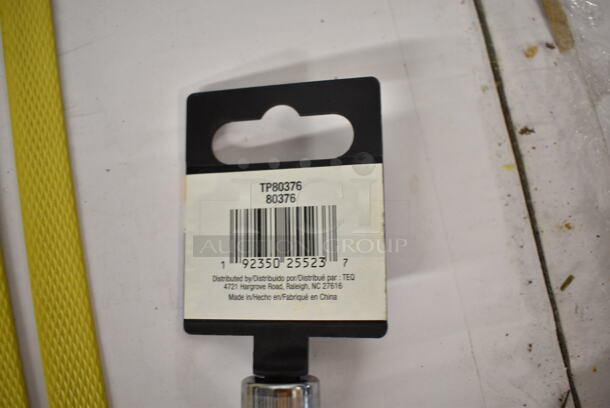 TP80376
80376
1 92350 25523 7
Distributed by/Distribuido por/Distribué par : TEQ
4721 Hargrove Road, Raleigh, NC 27616
Made in/Hecho en/Fabriqué en China
AUCTION GROUP